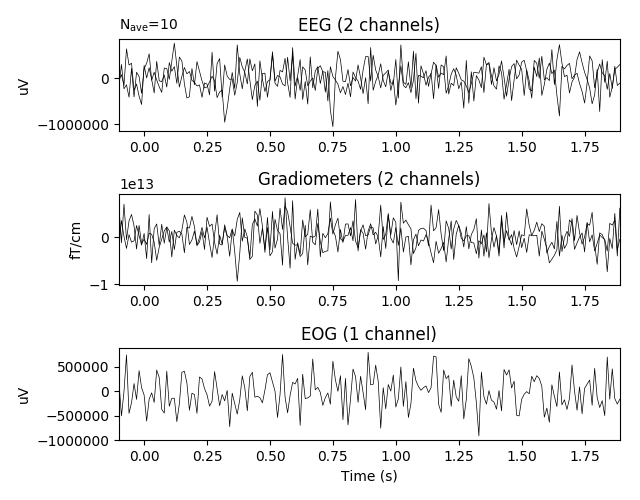 N_ave=10
EEG (2 channels)
uV
0
−1000000
0.00 0.25 0.50 0.75 1.00 1.25 1.50 1.75
1e13
Gradiometers (2 channels)
fT/cm
0
−1
0.00 0.25 0.50 0.75 1.00 1.25 1.50 1.75
EOG (1 channel)
uV
500000
0
−500000
−1000000
0.00 0.25 0.50 0.75 1.00 1.25 1.50 1.75
Time (s)